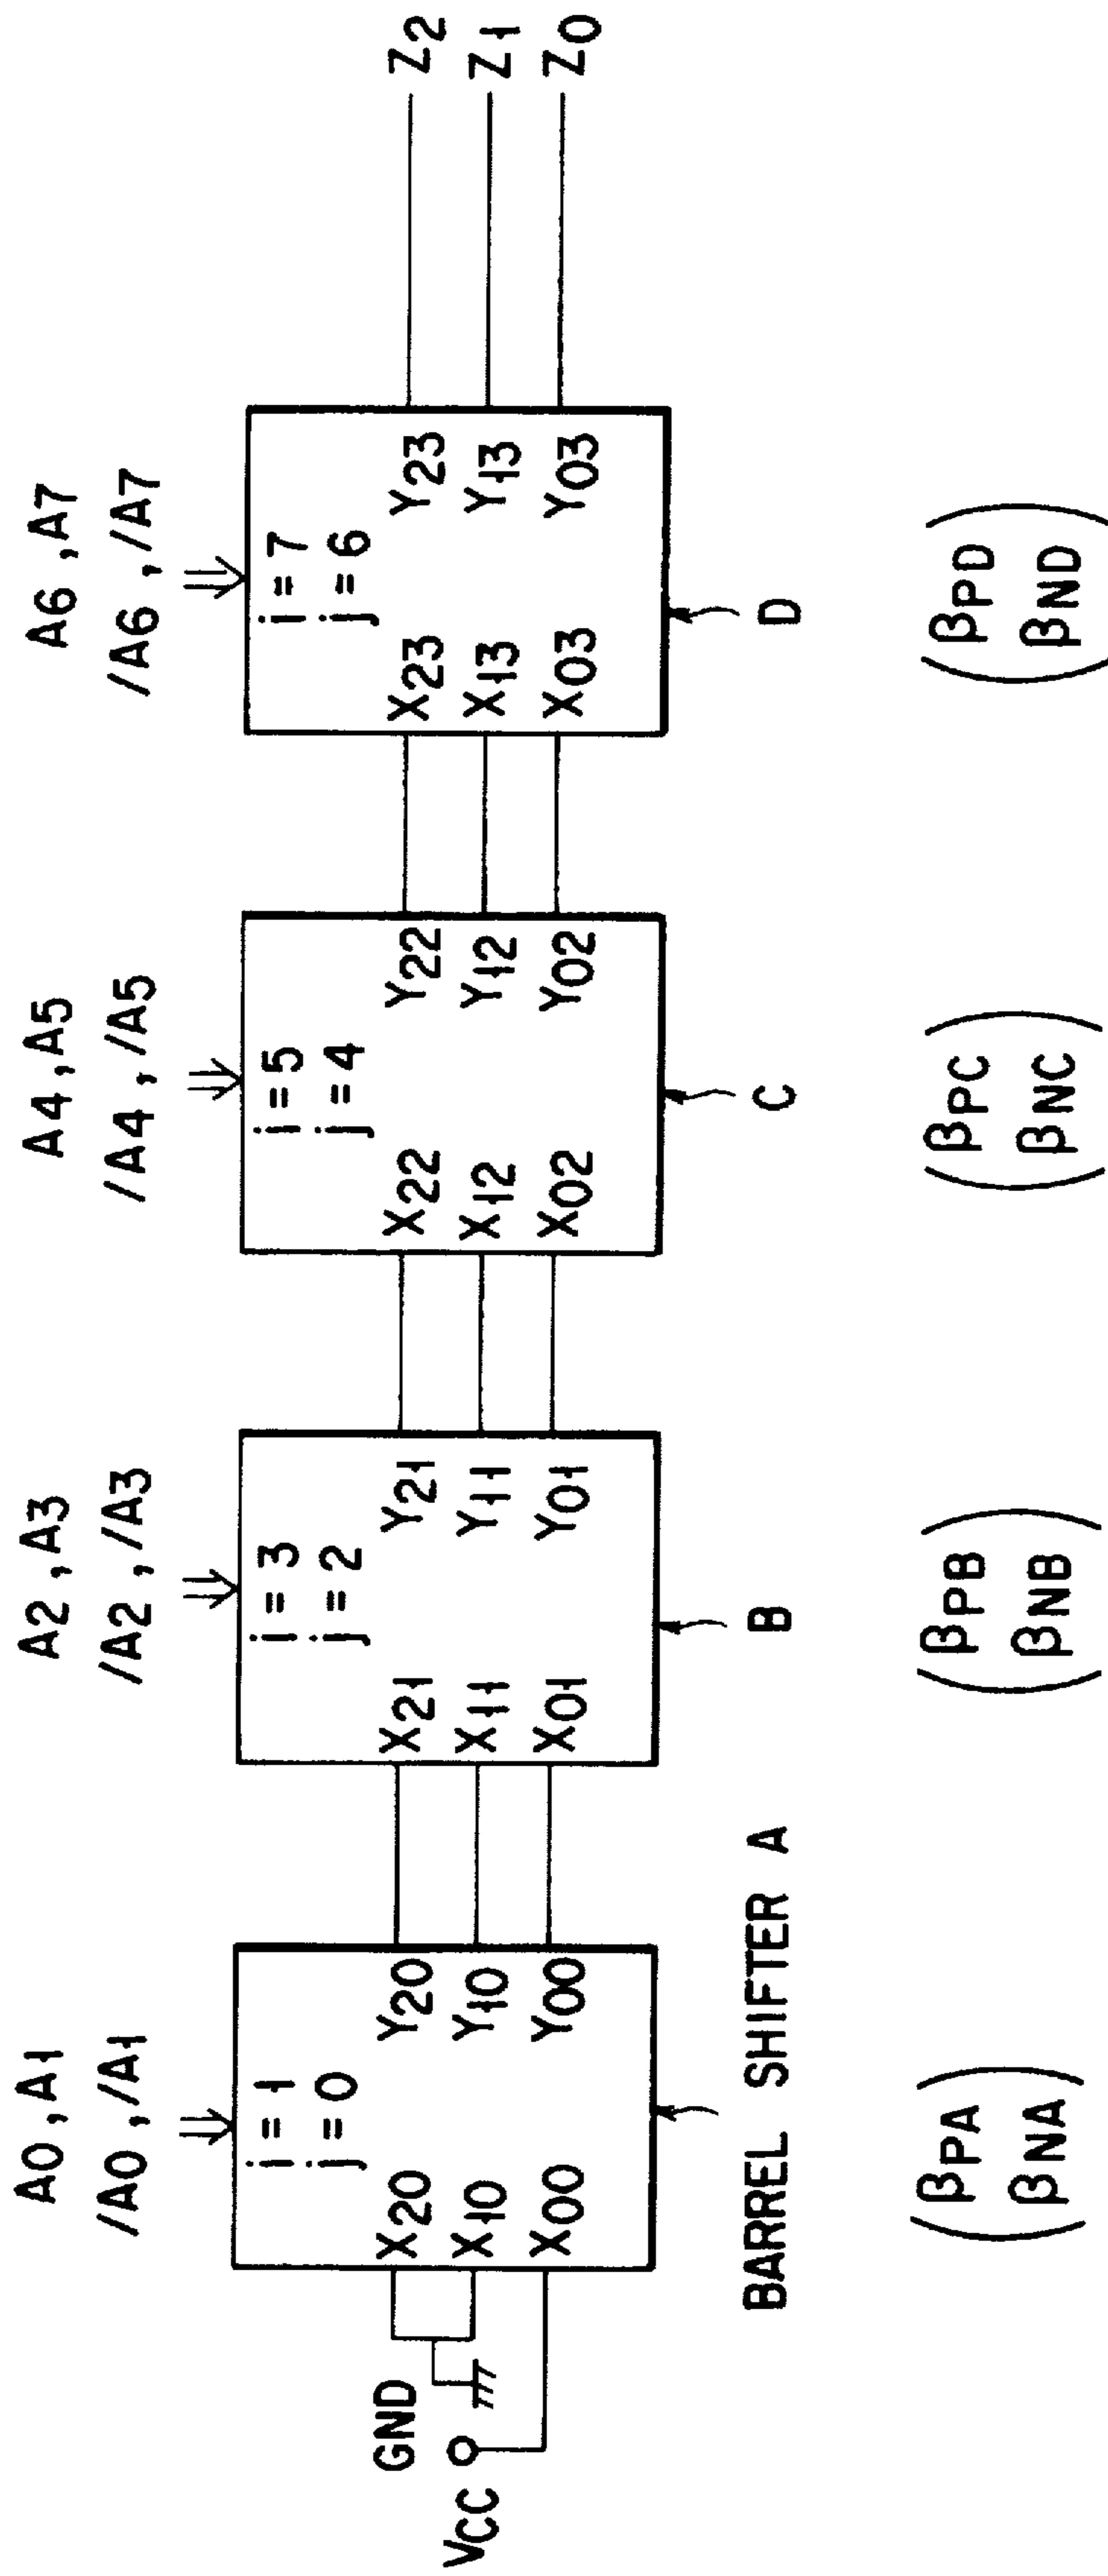 A0 ,A1
/A0 ,/A1
A2 ,A3
/A2 ,/A3
A4 ,A5
/A4 ,/A5
A6 ,A7
/A6 ,/A7
i = 1
j = 0
X20 Y20
X10 Y10
X00 Y00
i = 3
j = 2
X21 Y21
X11 Y11
X01 Y01
i = 5
j = 4
X22 Y22
X12 Y12
X02 Y02
i = 7
j = 6
X23 Y23
X13 Y13
X03 Y03
Z2
Z1
Z0
GND
VCC
BARREL SHIFTER A
B
C
D
(βPA
βNA)
(βPB
βNB)
(βPC
βNC)
(βPD
βND)